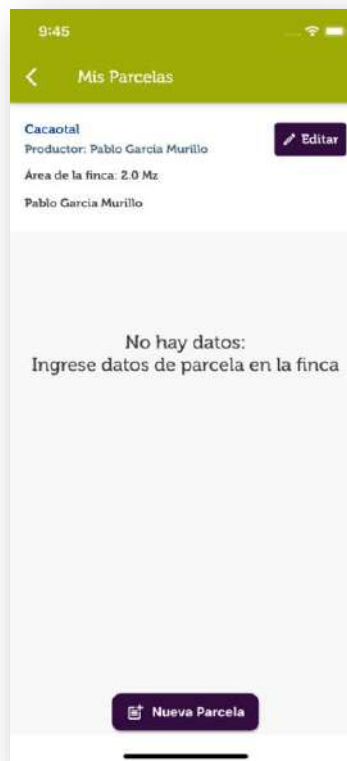 9:45
Mis Parcelas
Cacaotal
Productor: Pablo Garcia Murillo
Editar
Área de la finca: 2.0 Mz
Pablo Garcia Murillo
No hay datos:
Ingrese datos de parcela en la finca
Nueva Parcela